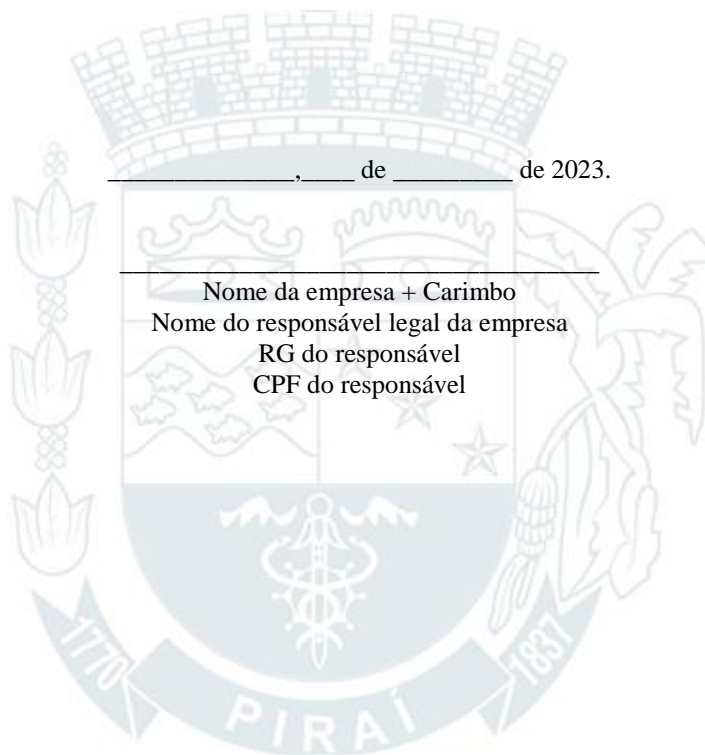 ______________,____ de _________ de 2023.
____________________________________
Nome da empresa + Carimbo
Nome do responsável legal da empresa
RG do responsável
CPF do responsável
1770
PIRAÍ
1837